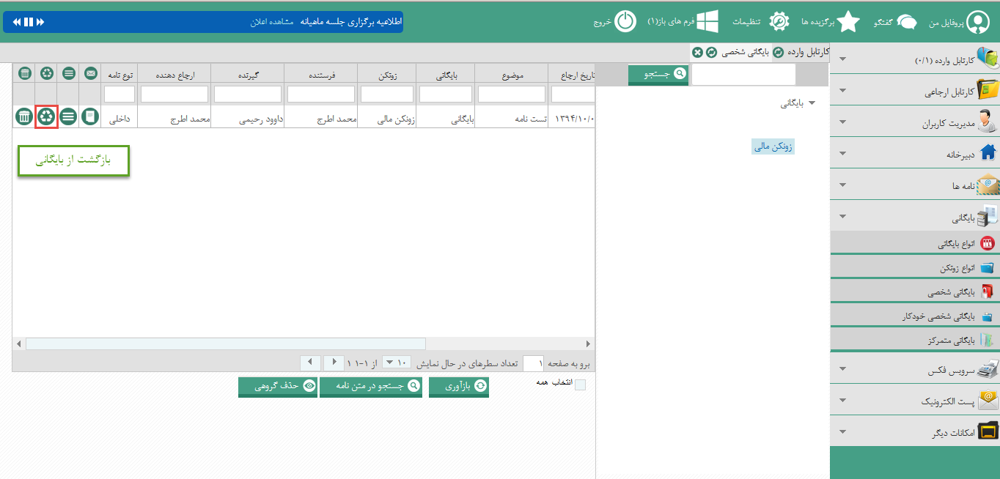 پروفایل من
گفتگو
برگزیده ها
تنظیمات
فرم های باز(۱)
خروج
اطلاعیه برگزاری جلسه ماهیانه مشاهده اعلان
کارتابل وارده
بایگانی شخصی
کارتابل وارده (۰/۱)
کارتابل ارجاعی
مدیریت کاربران
دبیرخانه
نامه ها
بایگانی
انواع بایگانی
انواع زونکن
بایگانی شخصی
بایگانی شخصی خودکار
بایگانی متمرکز
سرویس فکس
پست الکترونیک
امکانات دیگر
جستجو
بایگانی
زونکن مالی
تاریخ ارجاع موضوع بایگانی زونکن فرستنده گیرنده ارجاع دهنده نوع نامه
۱۳۹۴/۱۰/۰ تست نامه بایگانی زونکن مالی محمد اطرج داوود رحیمی محمد اطرج داخلی
بازگشت از بایگانی
برو به صفحه ۱ تعداد سطرهای در حال نمایش ۱۰ ۱-۱ از ۱
انتخاب همه
بازآوری
جستجو در متن نامه
حذف گروهی